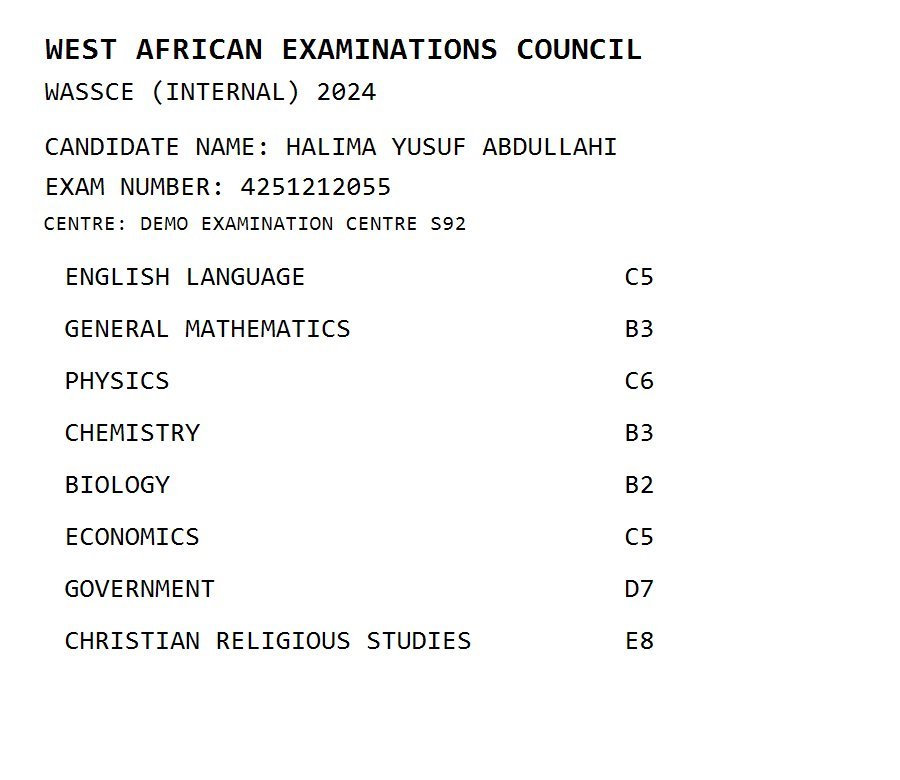 WEST AFRICAN EXAMINATIONS COUNCIL
WASSCE (INTERNAL) 2024
CANDIDATE NAME: HALIMA YUSUF ABDULLAHI
EXAM NUMBER: 4251212055
CENTRE: DEMO EXAMINATION CENTRE S92
ENGLISH LANGUAGE C5
GENERAL MATHEMATICS B3
PHYSICS C6
CHEMISTRY B3
BIOLOGY B2
ECONOMICS C5
GOVERNMENT D7
CHRISTIAN RELIGIOUS STUDIES E8